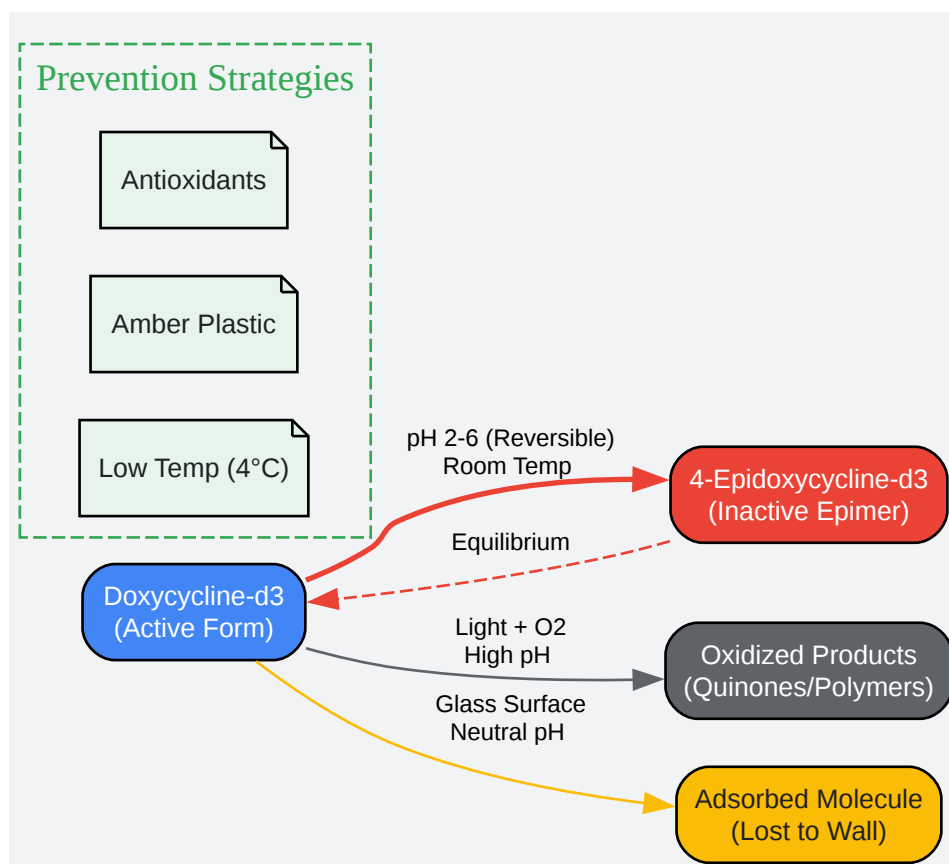 Prevention Strategies
Antioxidants
Amber Plastic
Low Temp (4°C)
pH 2-6 (Reversible)
Room Temp
4-Epidoxycycline-d3
(Inactive Epimer)
Equilibrium
Doxycycline-d3
(Active Form)
Light + O2
High pH
Oxidized Products
(Quinones/Polymers)
Glass Surface
Neutral pH
Adsorbed Molecule
(Lost to Wall)